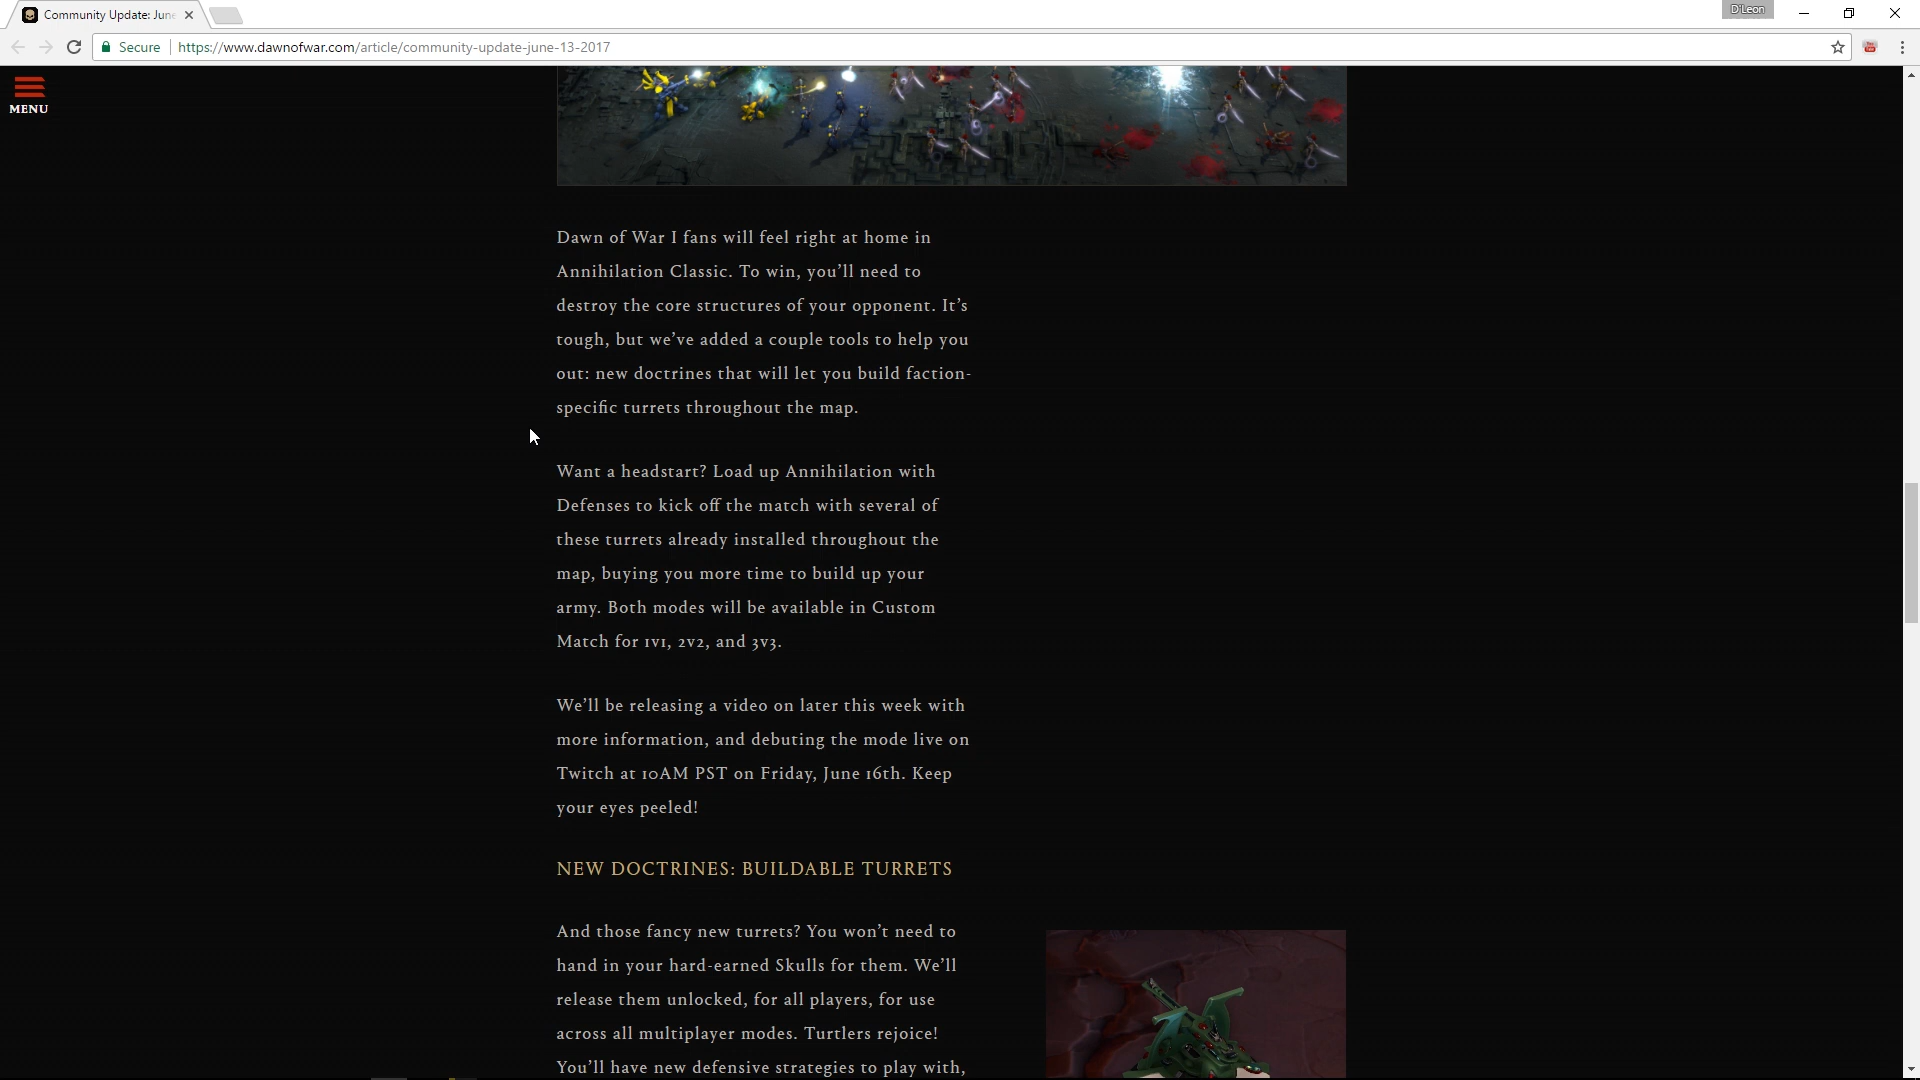 Community Update: June
D'Leon
Secure
https://www.dawnofwar.com/article/community-update-june-13-2017
MENU
Dawn of War I fans will feel right at home in
Annihilation Classic. To win, you’ll need to
destroy the core structures of your opponent. It’s
tough, but we’ve added a couple tools to help you
out: new doctrines that will let you build faction-
specific turrets throughout the map.
Want a headstart? Load up Annihilation with
Defenses to kick off the match with several of
these turrets already installed throughout the
map, buying you more time to build up your
army. Both modes will be available in Custom
Match for 1v1, 2v2, and 3v3.
We’ll be releasing a video on later this week with
more information, and debuting the mode live on
Twitch at 10AM PST on Friday, June 16th. Keep
your eyes peeled!
NEW DOCTRINES: BUILDABLE TURRETS
And those fancy new turrets? You won’t need to
hand in your hard-earned Skulls for them. We’ll
release them unlocked, for all players, for use
across all multiplayer modes. Turtlers rejoice!
You’ll have new defensive strategies to play with,